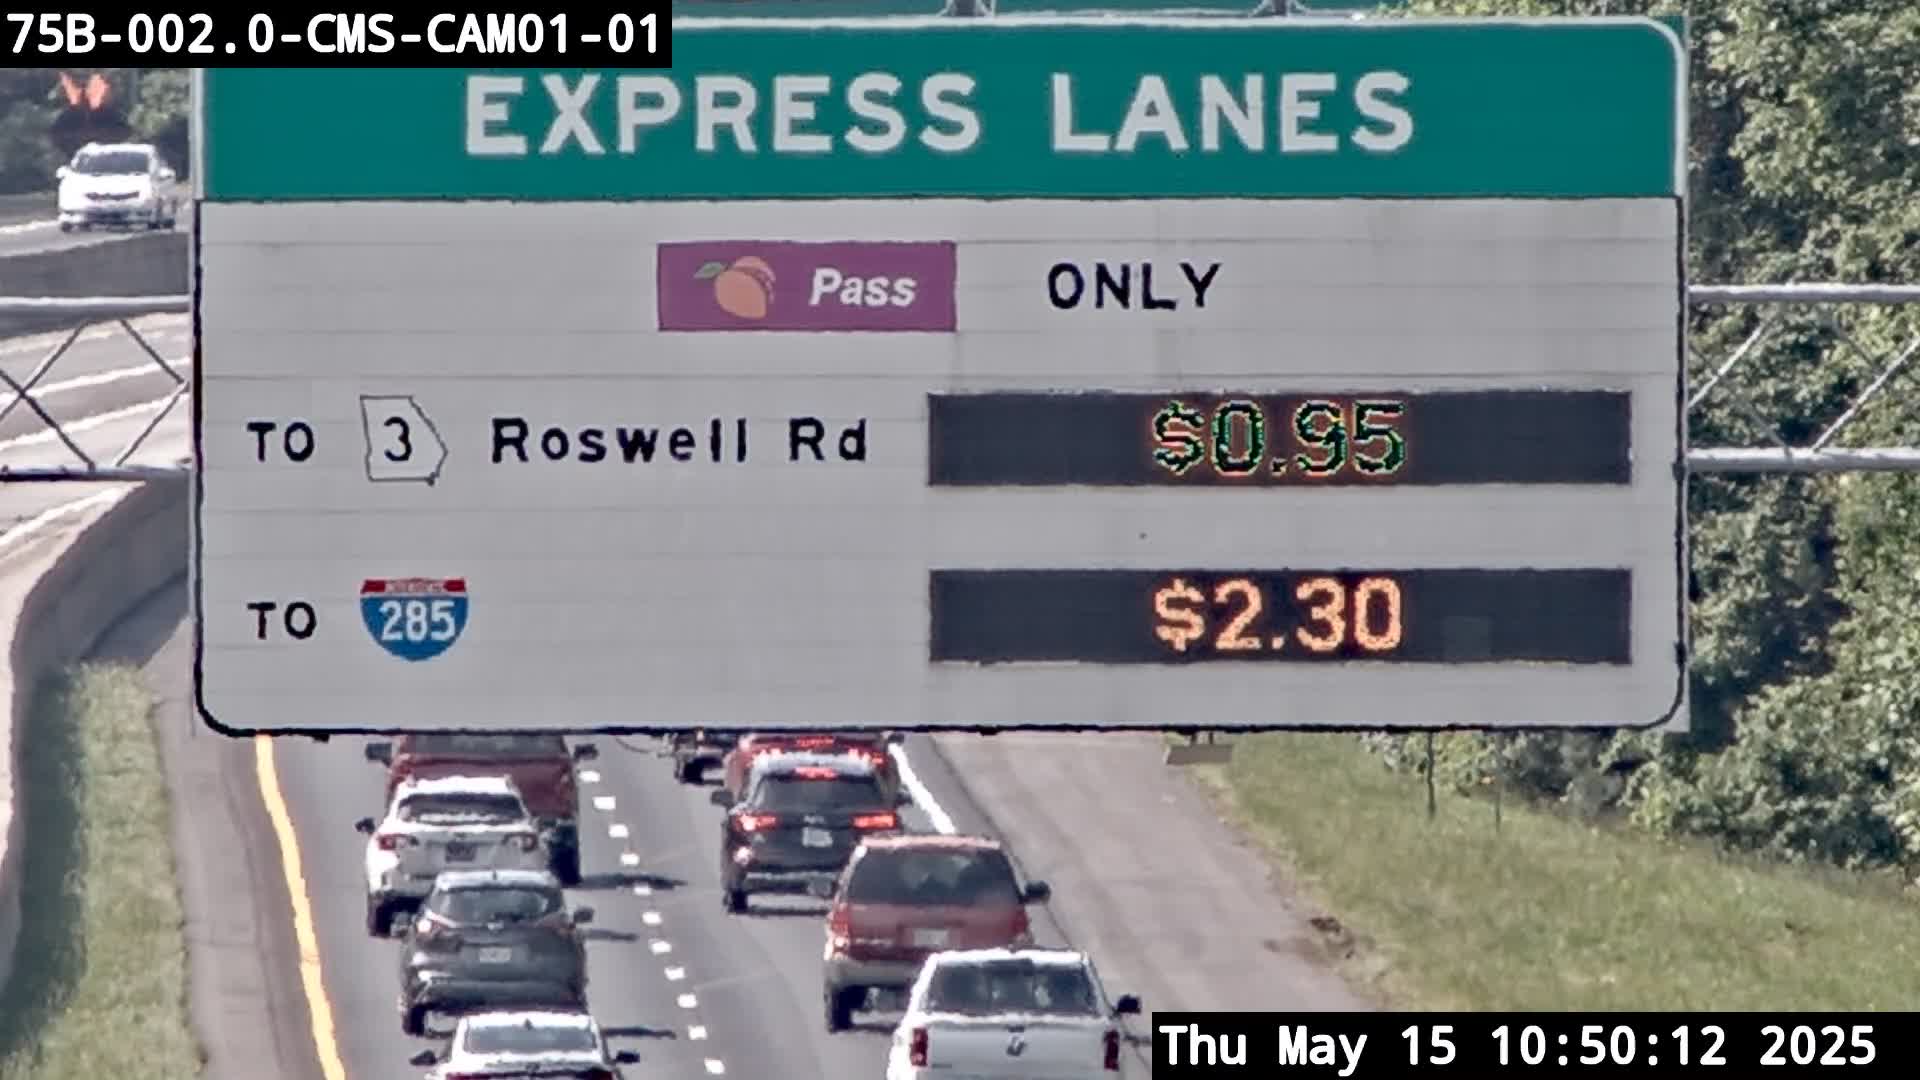 75B-002.0-CMS-CAM01-01
EXPRESS LANES
Pass ONLY
TO 3 Roswell Rd $0.95
TO 285 $2.30
Thu May 15 10:50:12 2025